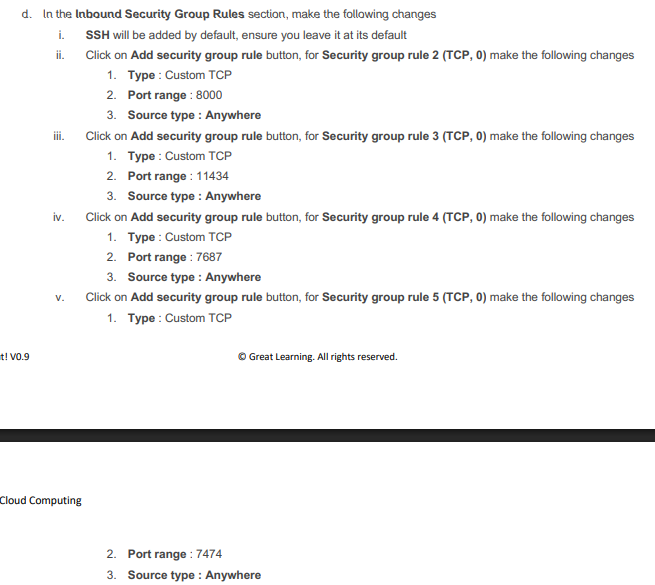 d. In the Inbound Security Group Rules section, make the following changes
i. SSH will be added by default, ensure you leave it at its default
ii. Click on Add security group rule button, for Security group rule 2 (TCP, 0) make the following changes
1. Type : Custom TCP
2. Port range : 8000
3. Source type : Anywhere
iii. Click on Add security group rule button, for Security group rule 3 (TCP, 0) make the following changes
1. Type : Custom TCP
2. Port range : 11434
3. Source type : Anywhere
iv. Click on Add security group rule button, for Security group rule 4 (TCP, 0) make the following changes
1. Type : Custom TCP
2. Port range : 7687
3. Source type : Anywhere
v. Click on Add security group rule button, for Security group rule 5 (TCP, 0) make the following changes
1. Type : Custom TCP
t! V0.9 © Great Learning. All rights reserved.
Cloud Computing
2. Port range : 7474
3. Source type : Anywhere